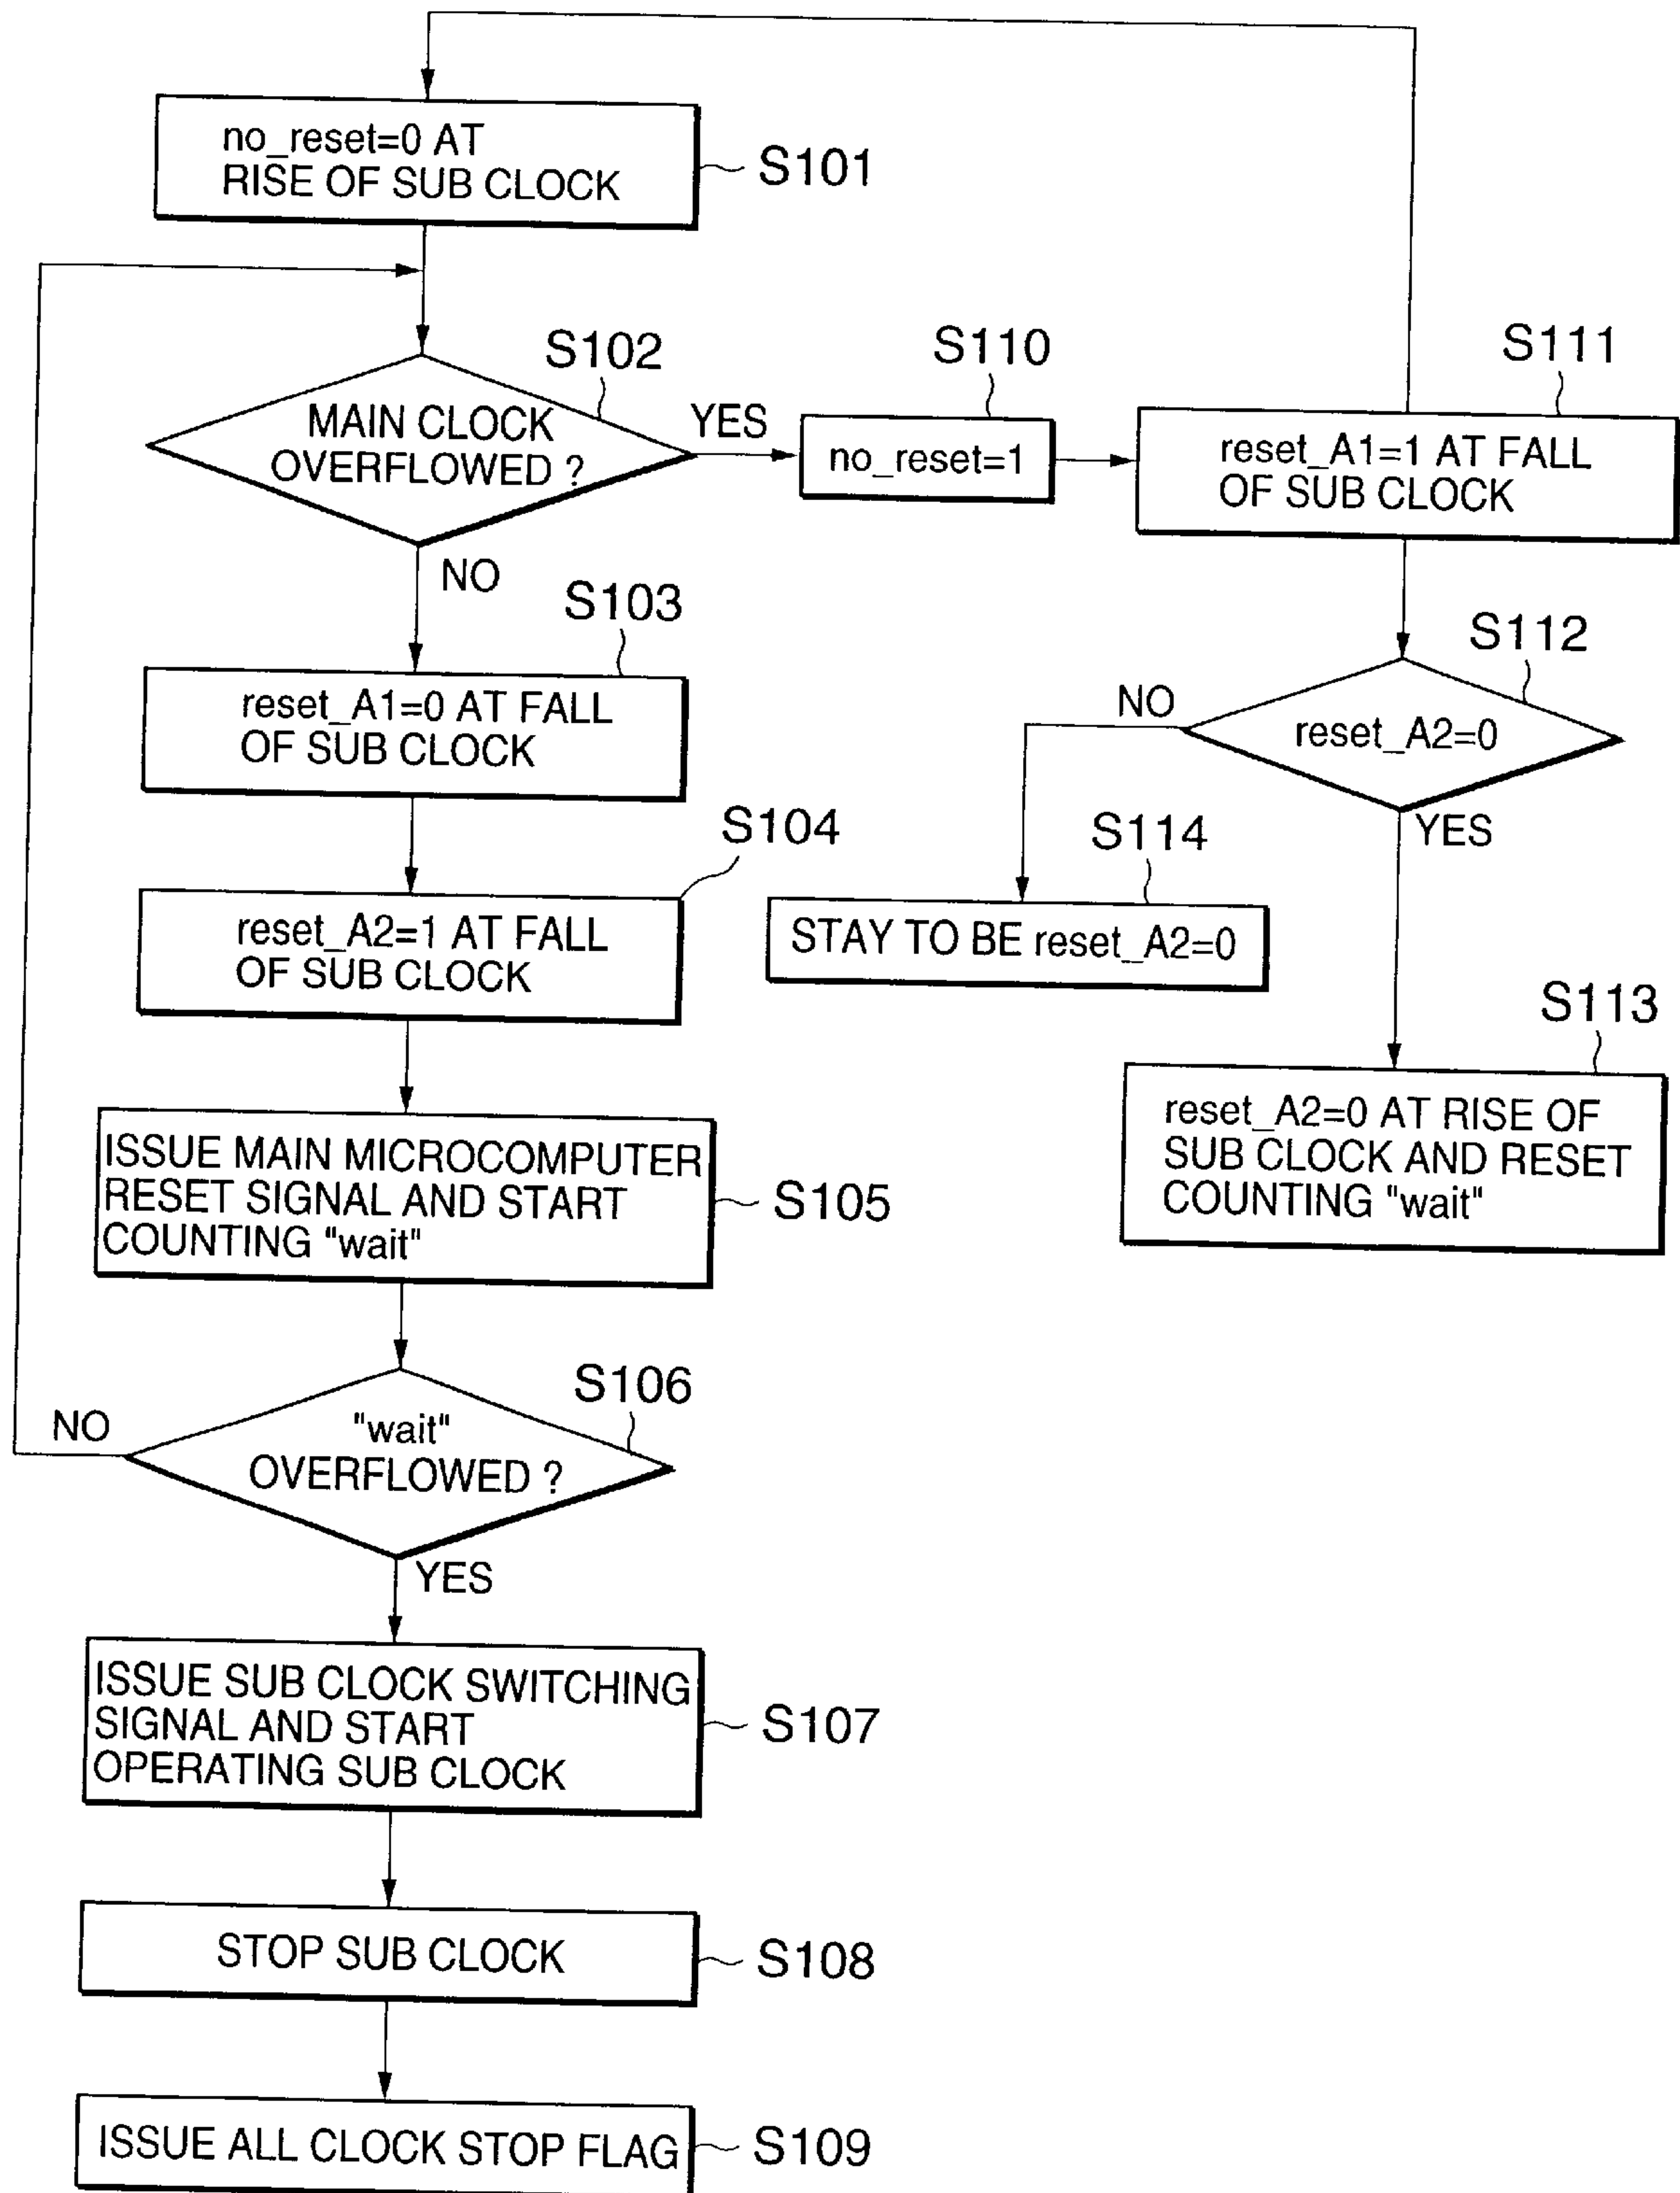 no_reset=0 AT
RISE OF SUB CLOCK
S101
S102
MAIN CLOCK
OVERFLOWED ?
YES
NO
S110
no_reset=1
S111
reset_A1=1 AT FALL
OF SUB CLOCK
S103
reset_A1=0 AT FALL
OF SUB CLOCK
S112
reset_A2=0
NO
YES
S104
reset_A2=1 AT FALL
OF SUB CLOCK
S114
STAY TO BE reset_A2=0
S113
reset_A2=0 AT RISE OF
SUB CLOCK AND RESET
COUNTING "wait"
ISSUE MAIN MICROCOMPUTER
RESET SIGNAL AND START
COUNTING "wait"
S105
S106
"wait"
OVERFLOWED ?
NO
YES
ISSUE SUB CLOCK SWITCHING
SIGNAL AND START
OPERATING SUB CLOCK
S107
STOP SUB CLOCK
S108
ISSUE ALL CLOCK STOP FLAG
S109